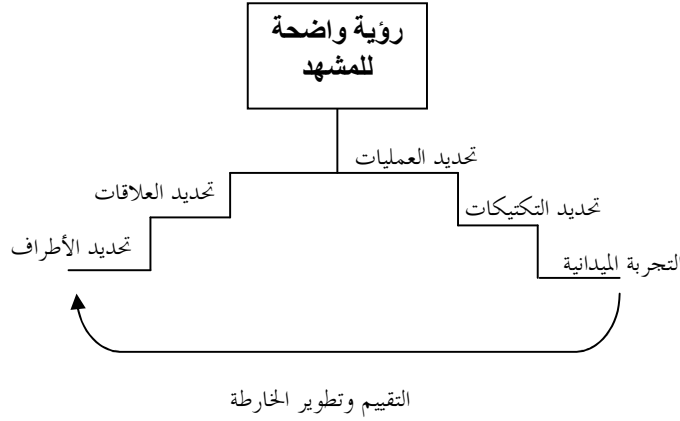 رؤية واضحة
للمشهد
تحديد العمليات
تحديد العلاقات
تحديد التكتيكات
تحديد الأطراف
التجربة الميدانية
التقييم وتطوير الخارطة